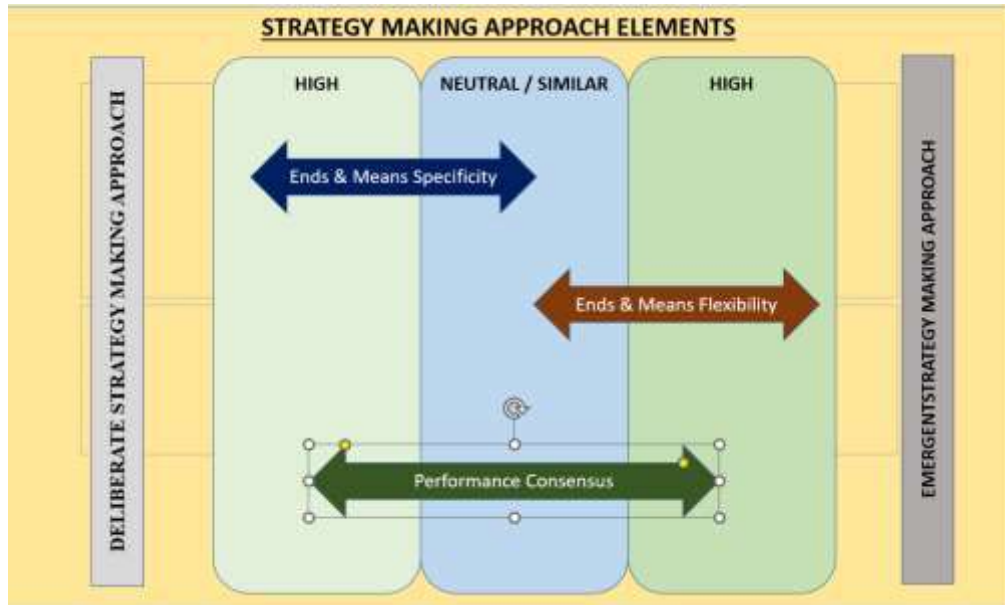 STRATEGY MAKING APPROACH ELEMENTS
DELIBERATE STRATEGY MAKING APPROACH
HIGH
NEUTRAL / SIMILAR
HIGH
Ends & Means Specificity
Ends & Means Flexibility
Performance Consensus
EMERGENTSTRATEGY MAKING APPROACH